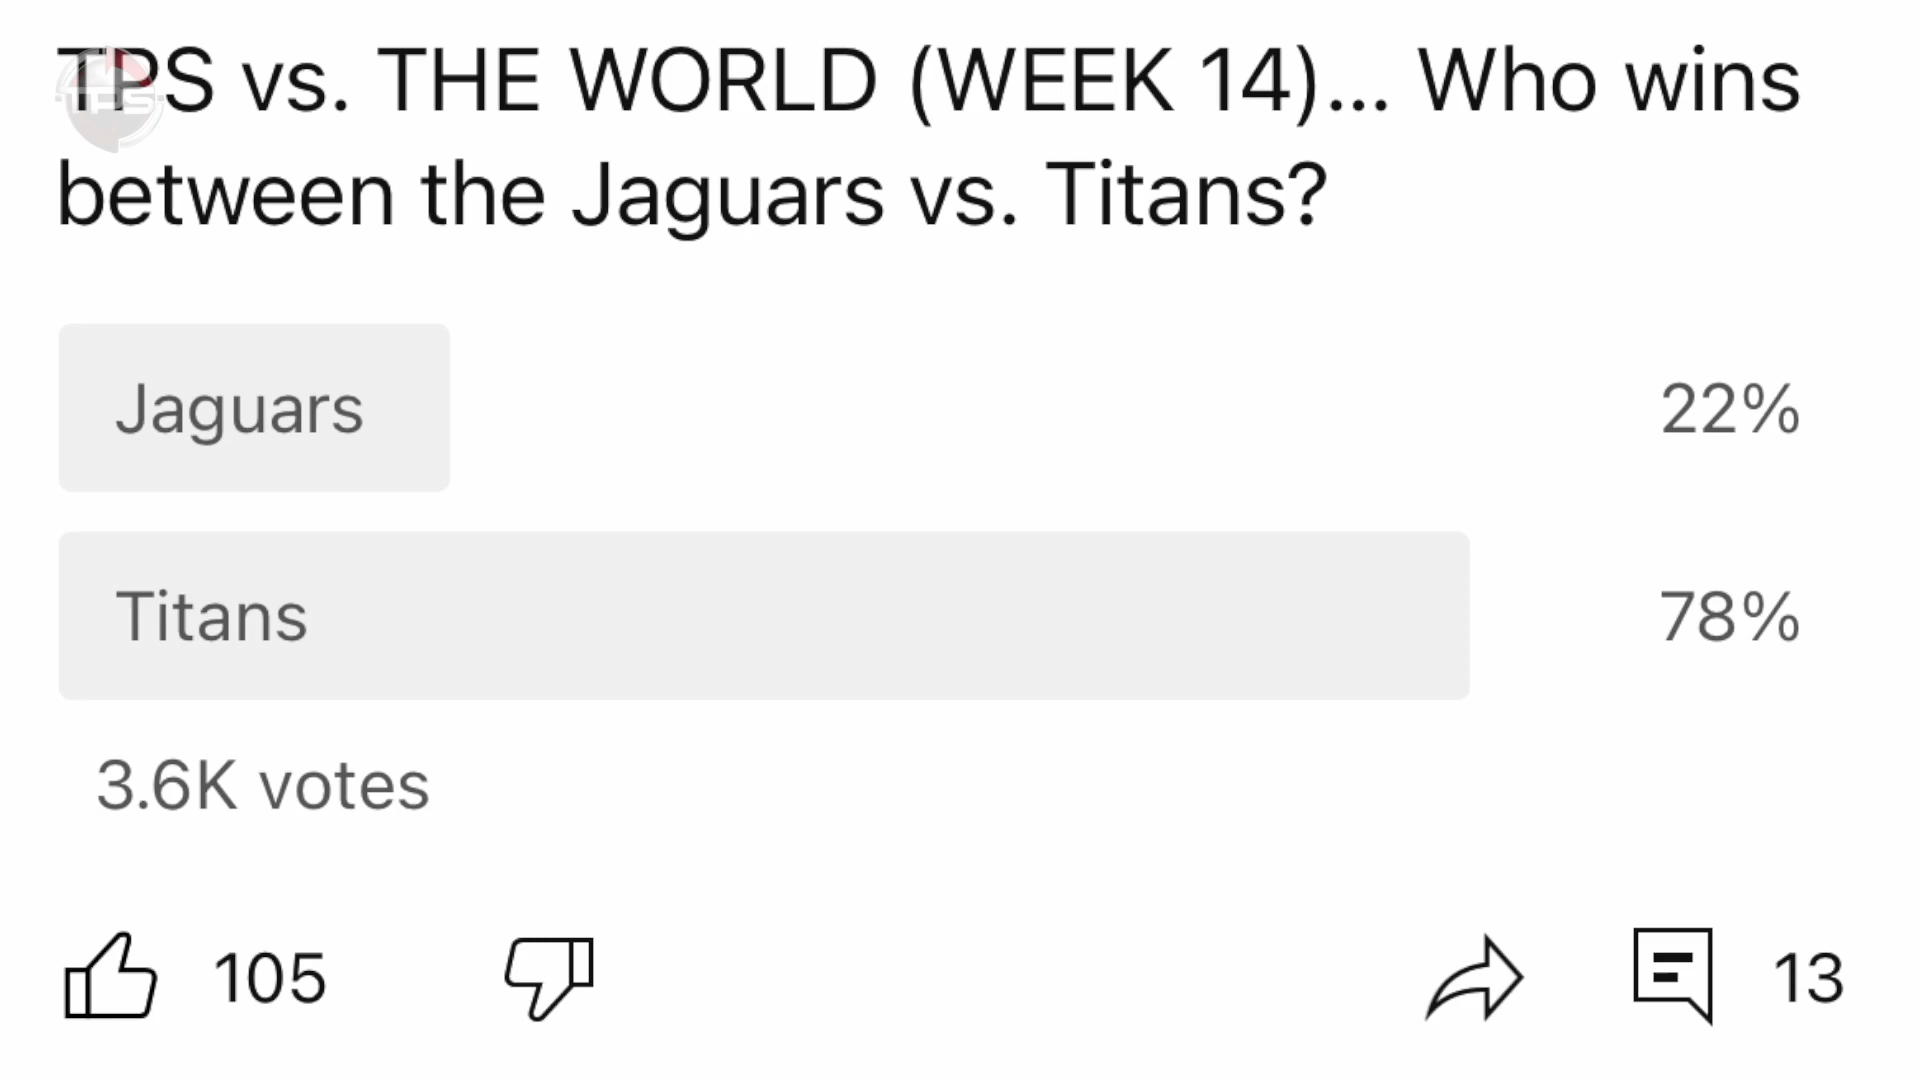 TPS vs. THE WORLD (WEEK 14)... Who wins
between the Jaguars vs. Titans?
TPS
Jaguars 22%
Titans 78%
3.6K votes
105 13